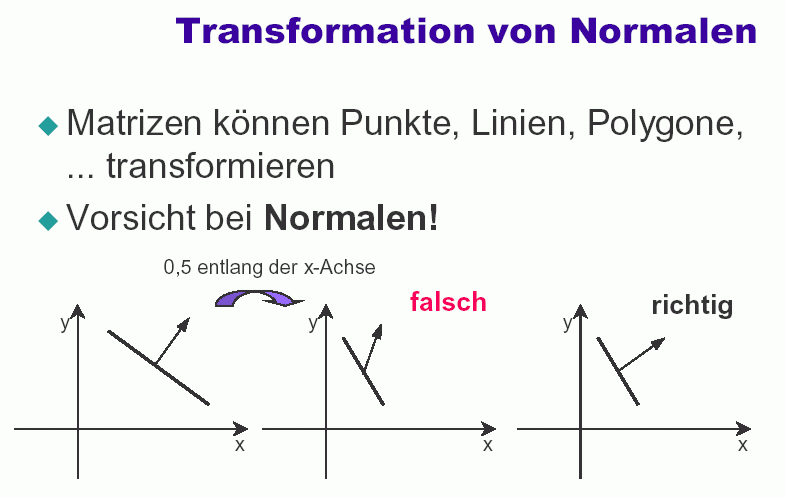 Transformation von Normalen
Matrizen können Punkte, Linien, Polygone,
... transformieren
Vorsicht bei Normalen!
0,5 entlang der x-Achse
falsch
richtig
y
y
y
x
x
x